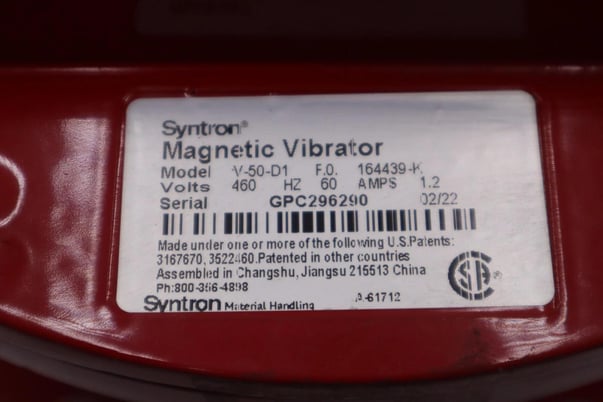 Syntron®
Magnetic Vibrator
Model V-50-D1 F.O. 164439-K
Volts 460 HZ 60 AMPS 1.2
Serial GPC296290 02/22
Made under one or more of the following U.S.Patents:
3167670, 3522460.Patented in other countries
Assembled in Changshu, Jiangsu 215513 China
Ph:800-356-4898
Syntron Material Handling A-61712